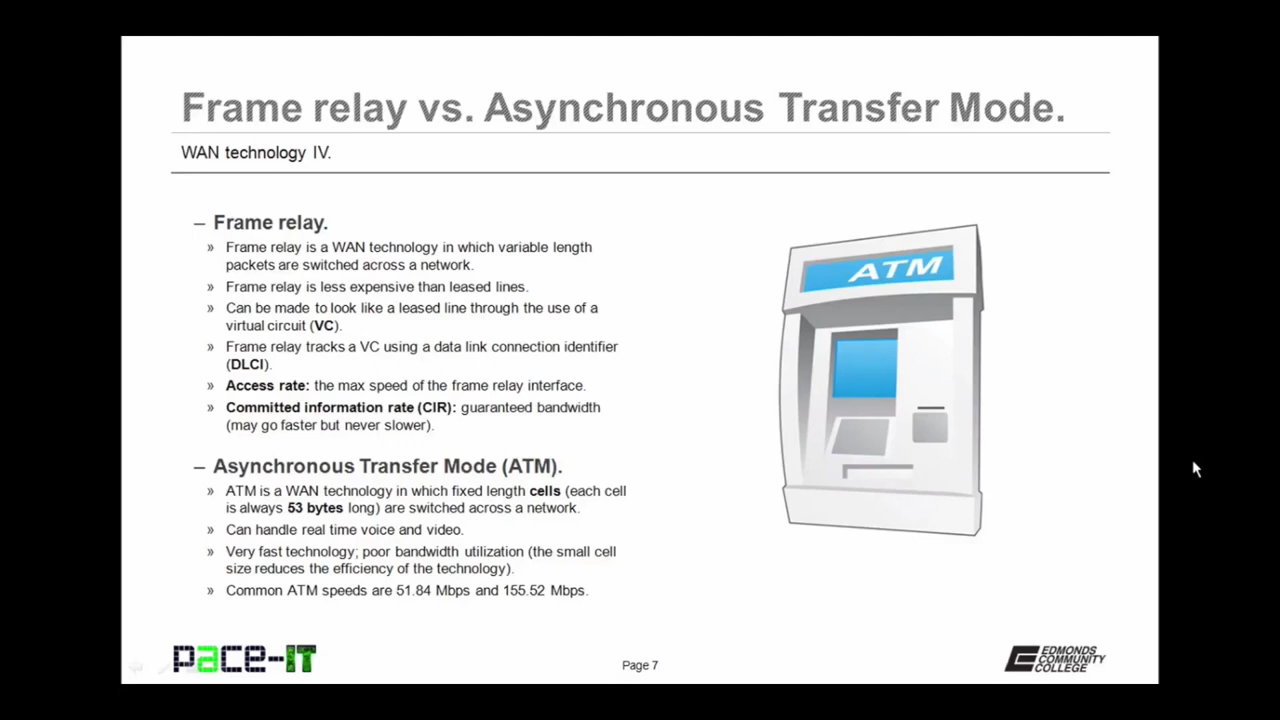 Frame relay vs. Asynchronous Transfer Mode.
WAN technology IV.
– Frame relay.
» Frame relay is a WAN technology in which variable length
packets are switched across a network.
» Frame relay is less expensive than leased lines.
» Can be made to look like a leased line through the use of a
virtual circuit (VC).
» Frame relay tracks a VC using a data link connection identifier
(DLCI).
» Access rate: the max speed of the frame relay interface.
» Committed information rate (CIR): guaranteed bandwidth
(may go faster but never slower).
– Asynchronous Transfer Mode (ATM).
» ATM is a WAN technology in which fixed length cells (each cell
is always 53 bytes long) are switched across a network.
» Can handle real time voice and video.
» Very fast technology; poor bandwidth utilization (the small cell
size reduces the efficiency of the technology).
» Common ATM speeds are 51.84 Mbps and 155.52 Mbps.
ATM
pace-IT
Page 7
EDMONDS
COMMUNITY
COLLEGE